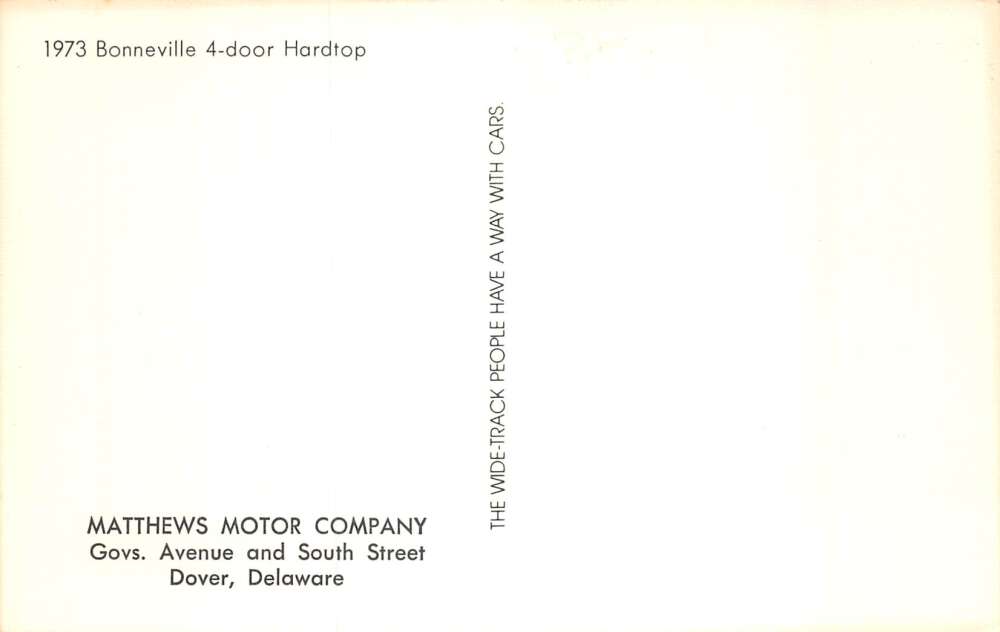 1973 Bonneville 4-door Hardtop
THE WIDE-TRACK PEOPLE HAVE A WAY WITH CARS.
MATTHEWS MOTOR COMPANY
Govs. Avenue and South Street
Dover, Delaware